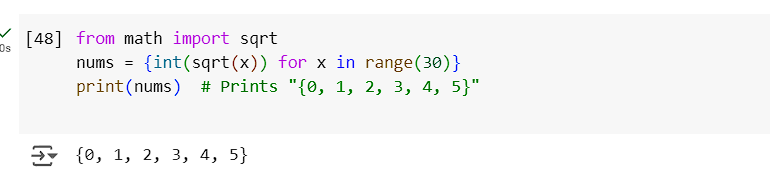 [48] from math import sqrt
nums = {int(sqrt(x)) for x in range(30)}
print(nums)  # Prints "{0, 1, 2, 3, 4, 5}"
0s
{0, 1, 2, 3, 4, 5}